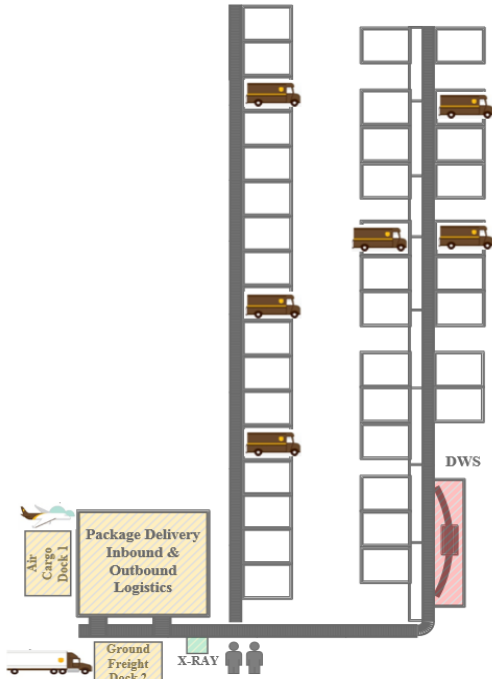 DWS
Package Delivery
Inbound &
Outbound
Logistics
Air
Cargo
Dock 1
Ground
Freight
Dock 2
X-RAY